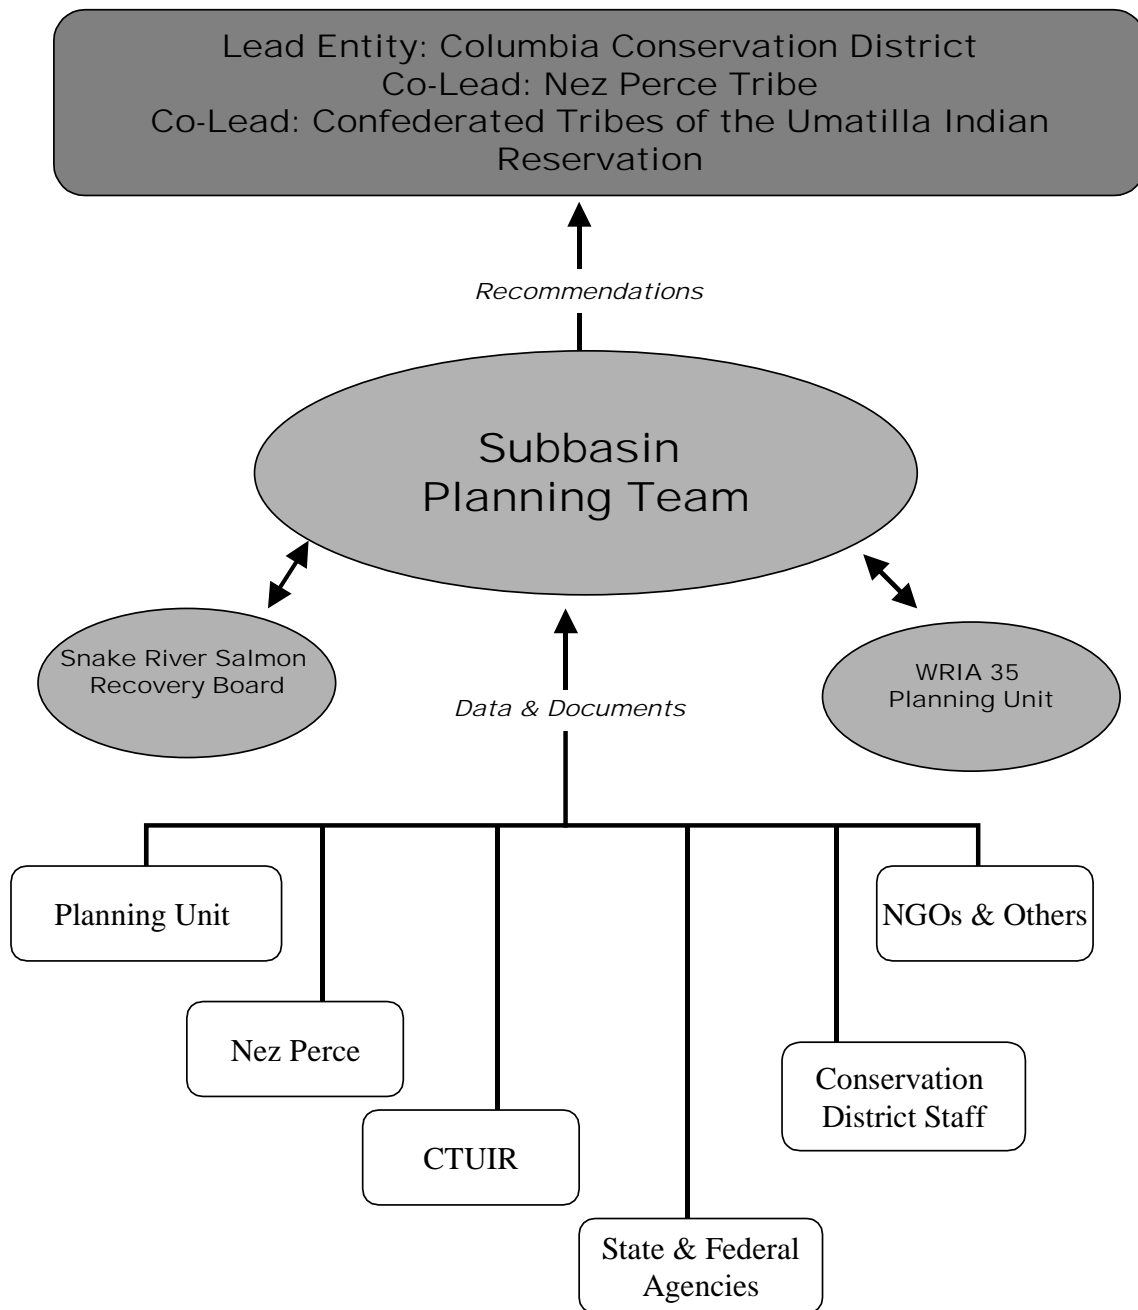 Lead Entity: Columbia Conservation District
Co-Lead: Nez Perce Tribe
Co-Lead: Confederated Tribes of the Umatilla Indian
Reservation
Recommendations
Subbasin
Planning Team
Snake River Salmon
Recovery Board
WRIA 35
Planning Unit
Data & Documents
Planning Unit
NGOs & Others
Nez Perce
Conservation
District Staff
CTUIR
State & Federal
Agencies